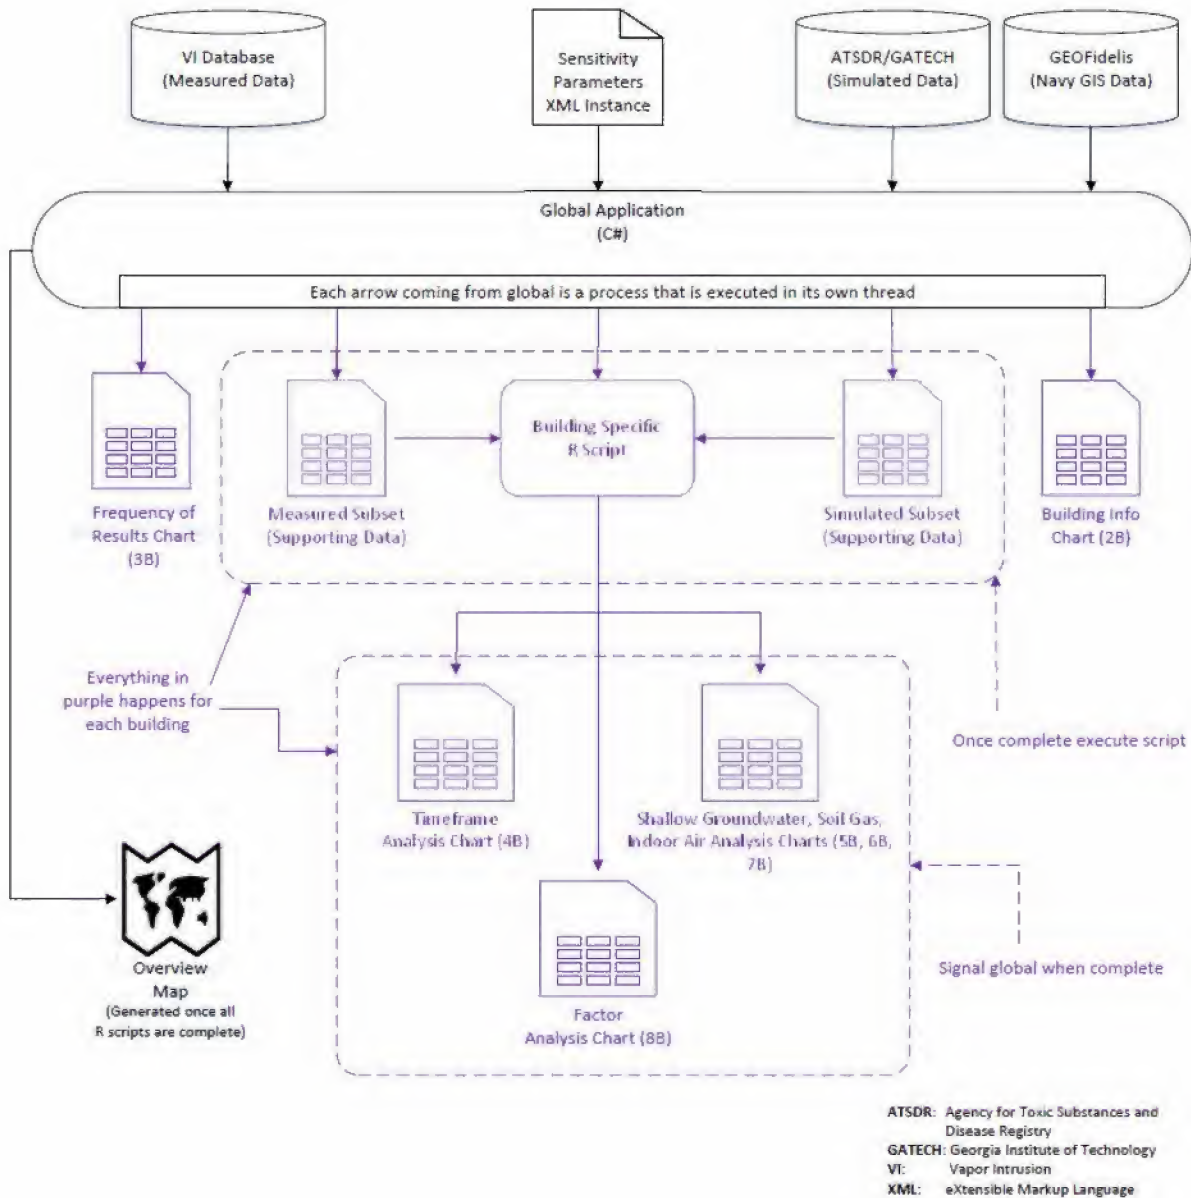 VI Database
(Measured Data)
Sensitivity
Parameters
XML Instance
ATSDR/GATECH
(Simulated Data)
GEOFidelis
(Navy GIS Data)
Global Application
(C#)
Each arrow coming from global is a process that is executed in its own thread
Building Specific
R Script
Frequency of
Results Chart
(3B)
Measured Subset
(Supporting Data)
Simulated Subset
(Supporting Data)
Building Info
Chart (2B)
Everything in
purple happens for
each building
Once complete execute script
Timeframe
Analysis Chart (4B)
Shallow Groundwater, Soil Gas,
Indoor Air Analysis Charts (5B, 6B,
7B)
Overview
Map
(Generated once all
R scripts are complete)
Signal global when complete
Factor
Analysis Chart (8B)
ATSDR: Agency for Toxic Substances and
Disease Registry
GATECH: Georgia Institute of Technology
VI: Vapor Intrusion
XML: eXtensible Markup Language